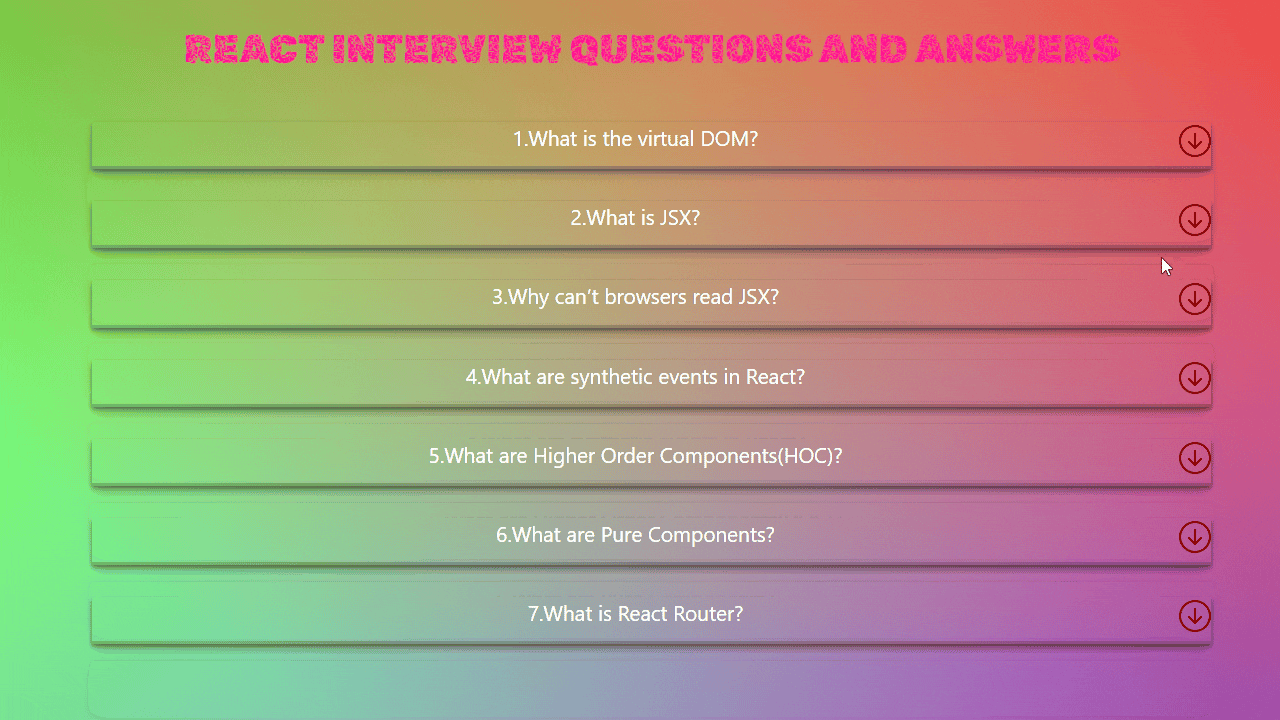 REACT INTERVIEW QUESTIONS AND ANSWERS
1.What is the virtual DOM?
2.What is JSX?
3.Why can't browsers read JSX?
4.What are synthetic events in React?
5.What are Higher Order Components(HOC)?
6.What are Pure Components?
7.What is React Router?